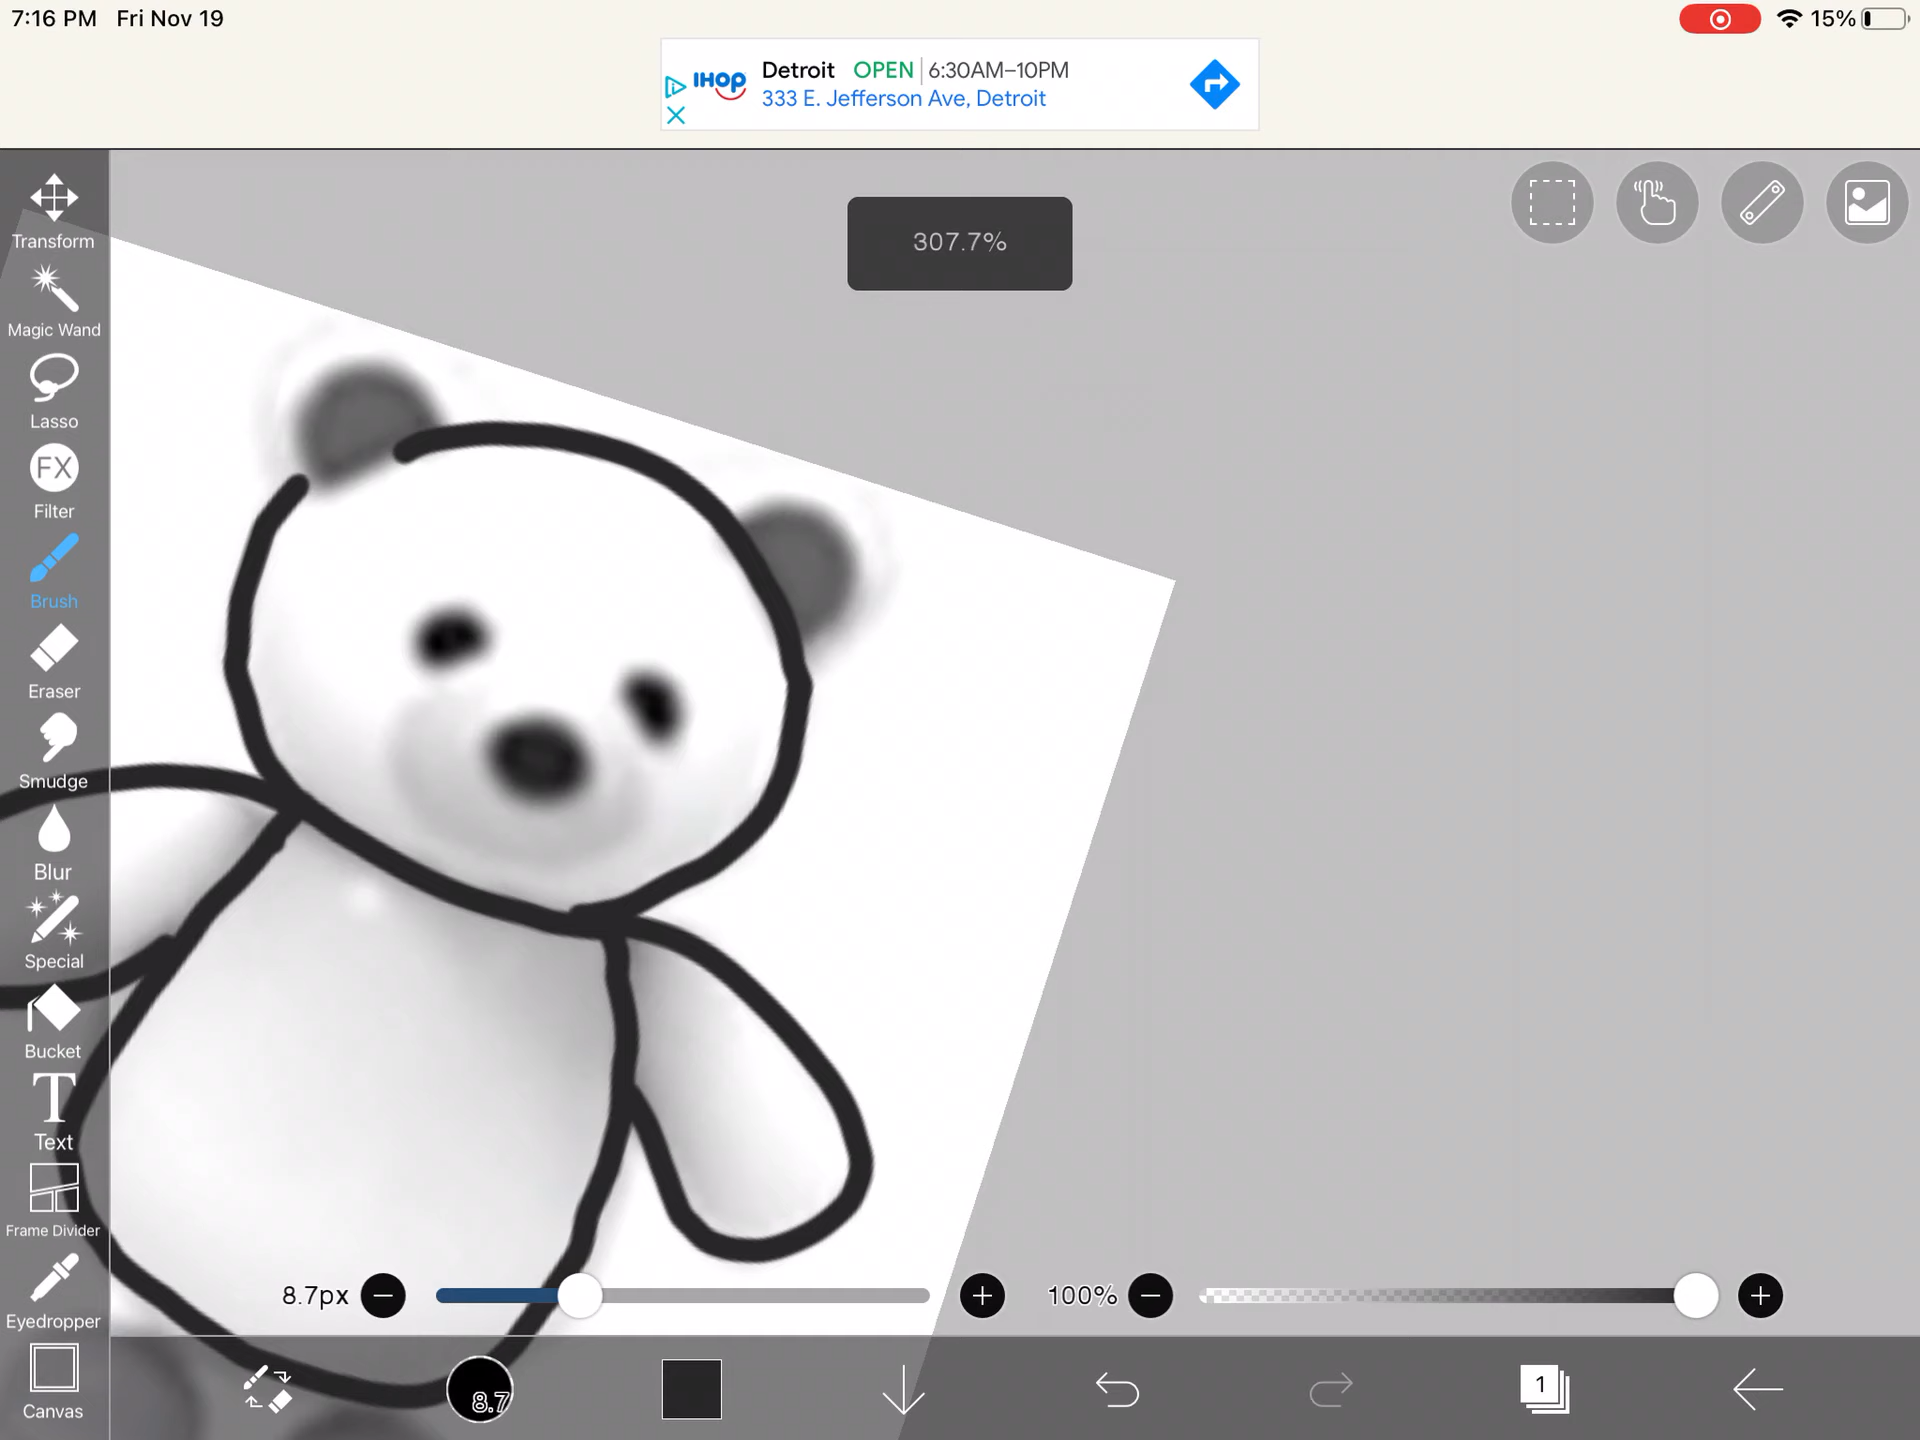 7:16 PM Fri Nov 19
15%
IHOP
Detroit OPEN 6:30AM–10PM
333 E. Jefferson Ave, Detroit
307.7%
Transform
Magic Wand
Lasso
FX
Filter
Brush
Eraser
Smudge
Blur
Special
Bucket
T
Text
Frame Divider
Eyedropper
Canvas
8.7px
100%
8.7
1